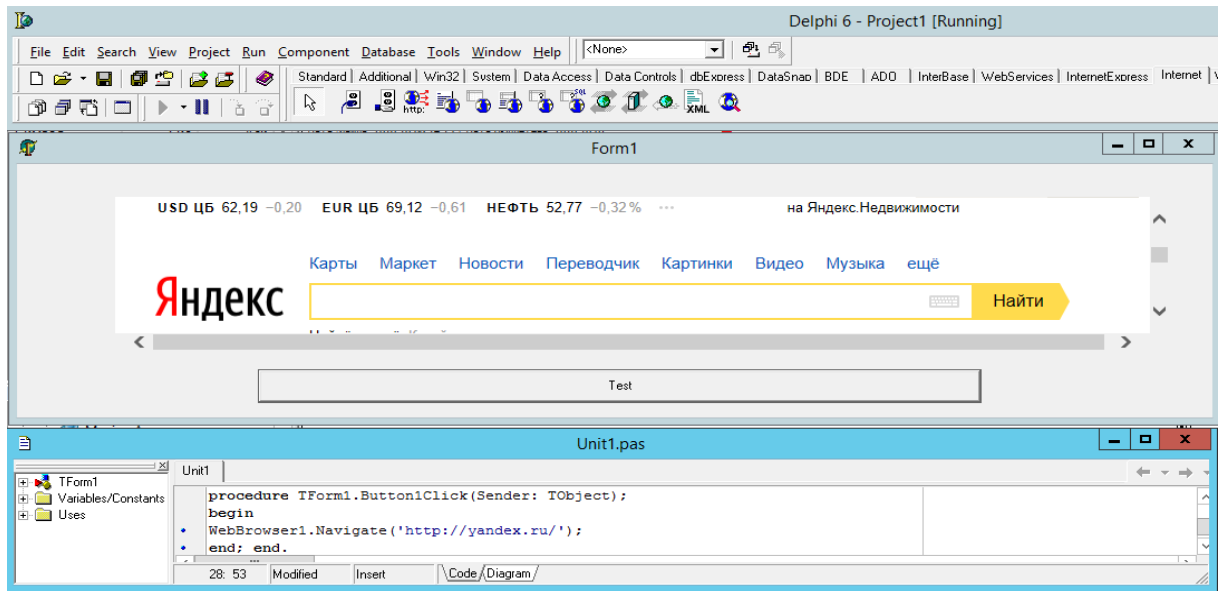 Delphi 6 - Project1 [Running]
File Edit Search View Project Run Component Database Tools Window Help <None>
Standard Additional Win32 System Data Access Data Controls dbExpress DataSnap BDE ADO InterBase WebServices InternetExpress Internet
http: SQL XML
Form1
USD ЦБ 62,19 −0,20 EUR ЦБ 69,12 −0,61 НЕФТЬ 52,77 −0,32% ··· на Яндекс.Недвижимости
Карты Маркет Новости Переводчик Картинки Видео Музыка ещё
Яндекс Найти
Test
Unit1.pas
Unit1
TForm1
Variables/Constants
Uses
procedure TForm1.Button1Click(Sender: TObject);
begin
WebBrowser1.Navigate('http://yandex.ru/');
end; end.
28: 53 Modified Insert Code Diagram